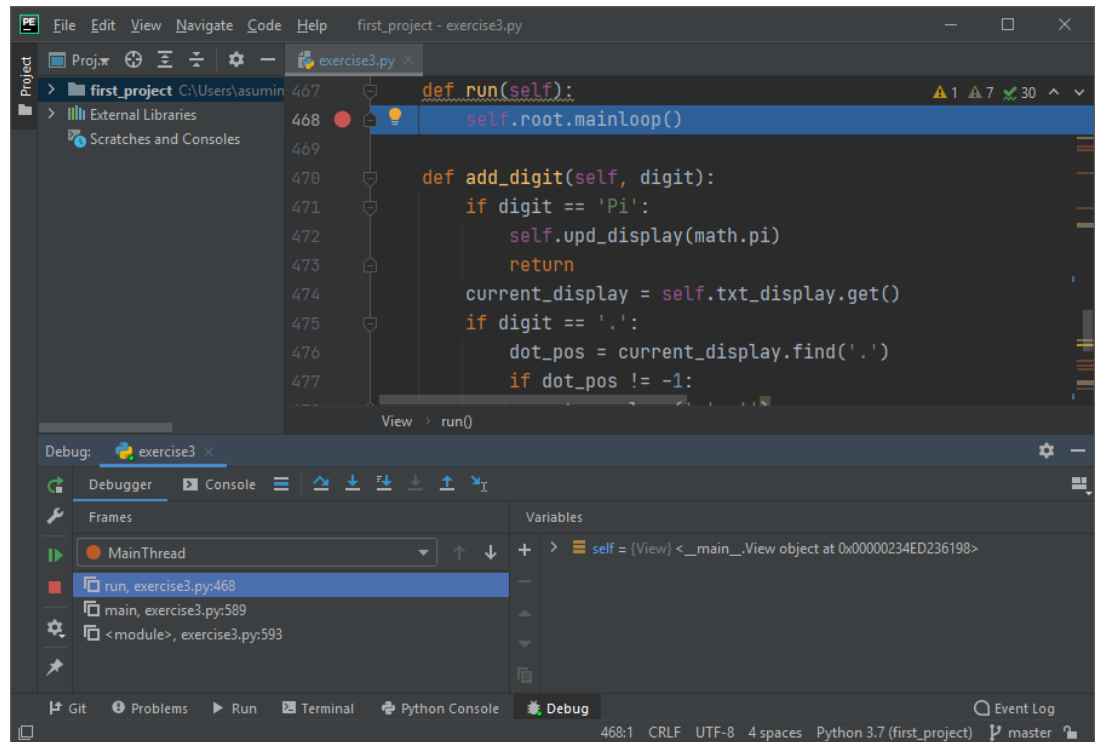 PE File Edit View Navigate Code Help first_project - exercise3.py
Project
Proj... exercise3.py
first_project C:\Users\asumin
External Libraries
Scratches and Consoles
1 7 30
467 def run(self):
468 self.root.mainloop()
469
470 def add_digit(self, digit):
471 if digit == 'Pi':
472 self.upd_display(math.pi)
473 return
474 current_display = self.txt_display.get()
475 if digit == '.':
476 dot_pos = current_display.find('.')
477 if dot_pos != -1:
View › run()
Debug: exercise3
Debugger Console
Frames Variables
MainThread
self = {View} <__main__.View object at 0x00000234ED236198>
run, exercise3.py:468
main, exercise3.py:589
<module>, exercise3.py:593
Git Problems Run Terminal Python Console Debug Event Log
468:1 CRLF UTF-8 4 spaces Python 3.7 (first_project) master